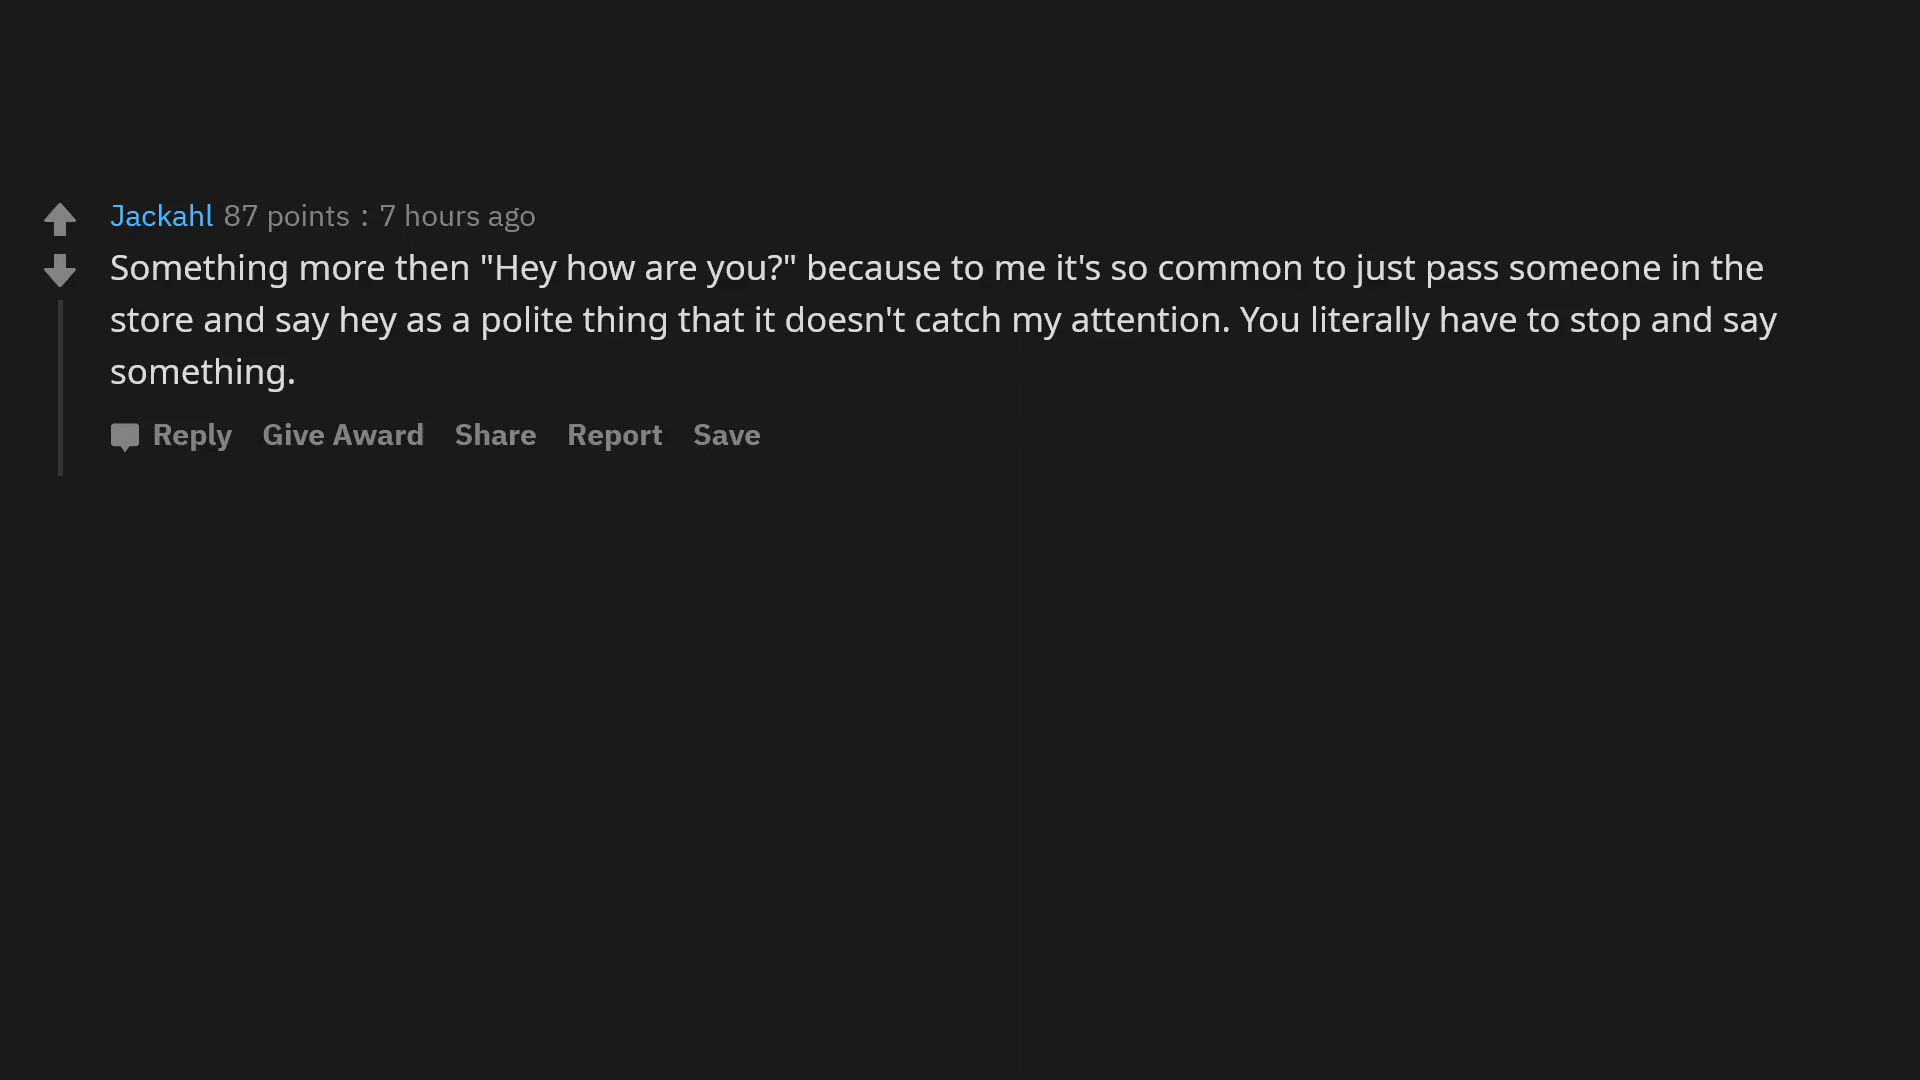 Jackahl 87 points : 7 hours ago
Something more then "Hey how are you?" because to me it's so common to just pass someone in the
store and say hey as a polite thing that it doesn't catch my attention. You literally have to stop and say
something.
Reply Give Award Share Report Save